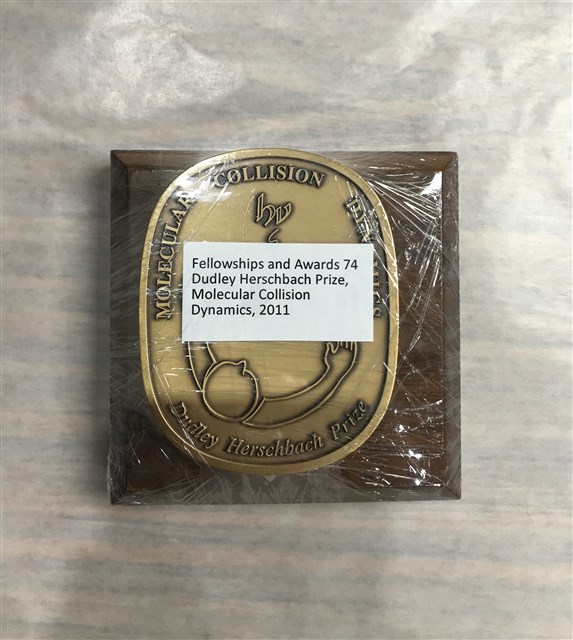 MOLECULAR COLLISION
hν
Fellowships and Awards 74
Dudley Herschbach Prize,
Molecular Collision
Dynamics, 2011
Dudley Herschbach Prize